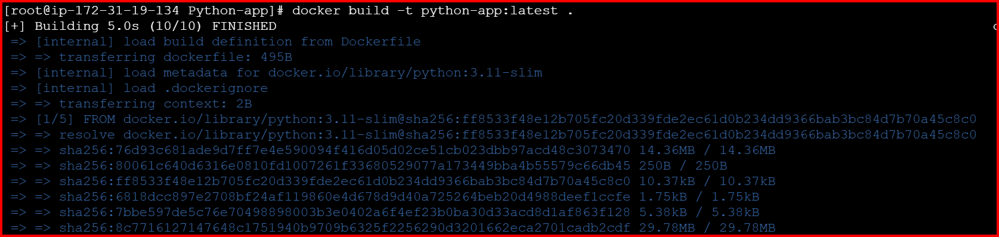 [root@ip-172-31-19-134 Python-app]# docker build -t python-app:latest .
[+] Building 5.0s (10/10) FINISHED
=> [internal] load build definition from Dockerfile
=> => transferring dockerfile: 495B
=> [internal] load metadata for docker.io/library/python:3.11-slim
=> [internal] load .dockerignore
=> => transferring context: 2B
=> [1/5] FROM docker.io/library/python:3.11-slim@sha256:ff8533f48e12b705fc20d339fde2ec61d0b234dd9366bab3bc84d7b70a45c8c0
=> => resolve docker.io/library/python:3.11-slim@sha256:ff8533f48e12b705fc20d339fde2ec61d0b234dd9366bab3bc84d7b70a45c8c0
=> => sha256:76d93c681ade9d7ff7e4e590094f416d05d02ce51cb023dbb97acd48c3073470 14.36MB / 14.36MB
=> => sha256:80061c640d6316e0810fd1007261f33680529077a173449bba4b55579c66db45 250B / 250B
=> => sha256:ff8533f48e12b705fc20d339fde2ec61d0b234dd9366bab3bc84d7b70a45c8c0 10.37kB / 10.37kB
=> => sha256:6818dcc897e2708bf24af119860e4d678d9d40a725264beb20d4988deef1ccfe 1.75kB / 1.75kB
=> => sha256:7bbe597de5c76e70498898003b3e0402a6f4ef23b0ba30d33acd8d1af863f128 5.38kB / 5.38kB
=> => sha256:8c7716127147648c1751940b9709b6325f2256290d3201662eca2701cadb2cdf 29.78MB / 29.78MB